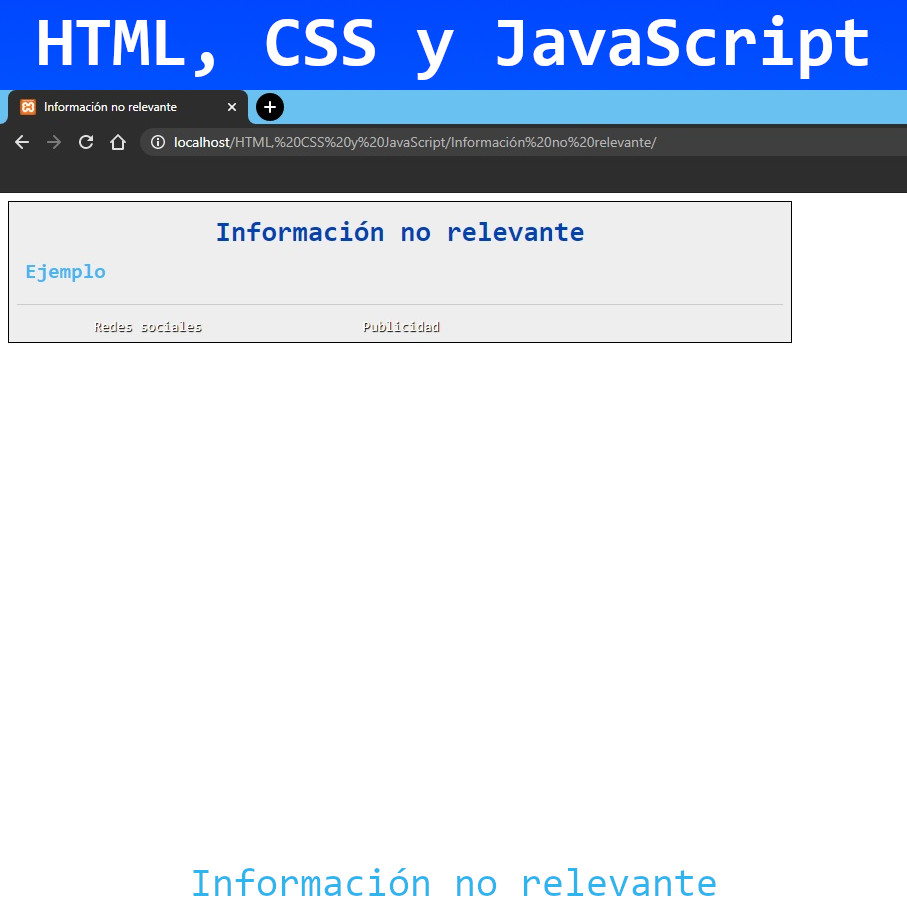 HTML, CSS y JavaScript
Información no relevante
localhost/HTML,%20CSS%20y%20JavaScript/Información%20no%20relevante/
Información no relevante
Ejemplo
Redes sociales Publicidad
Información no relevante